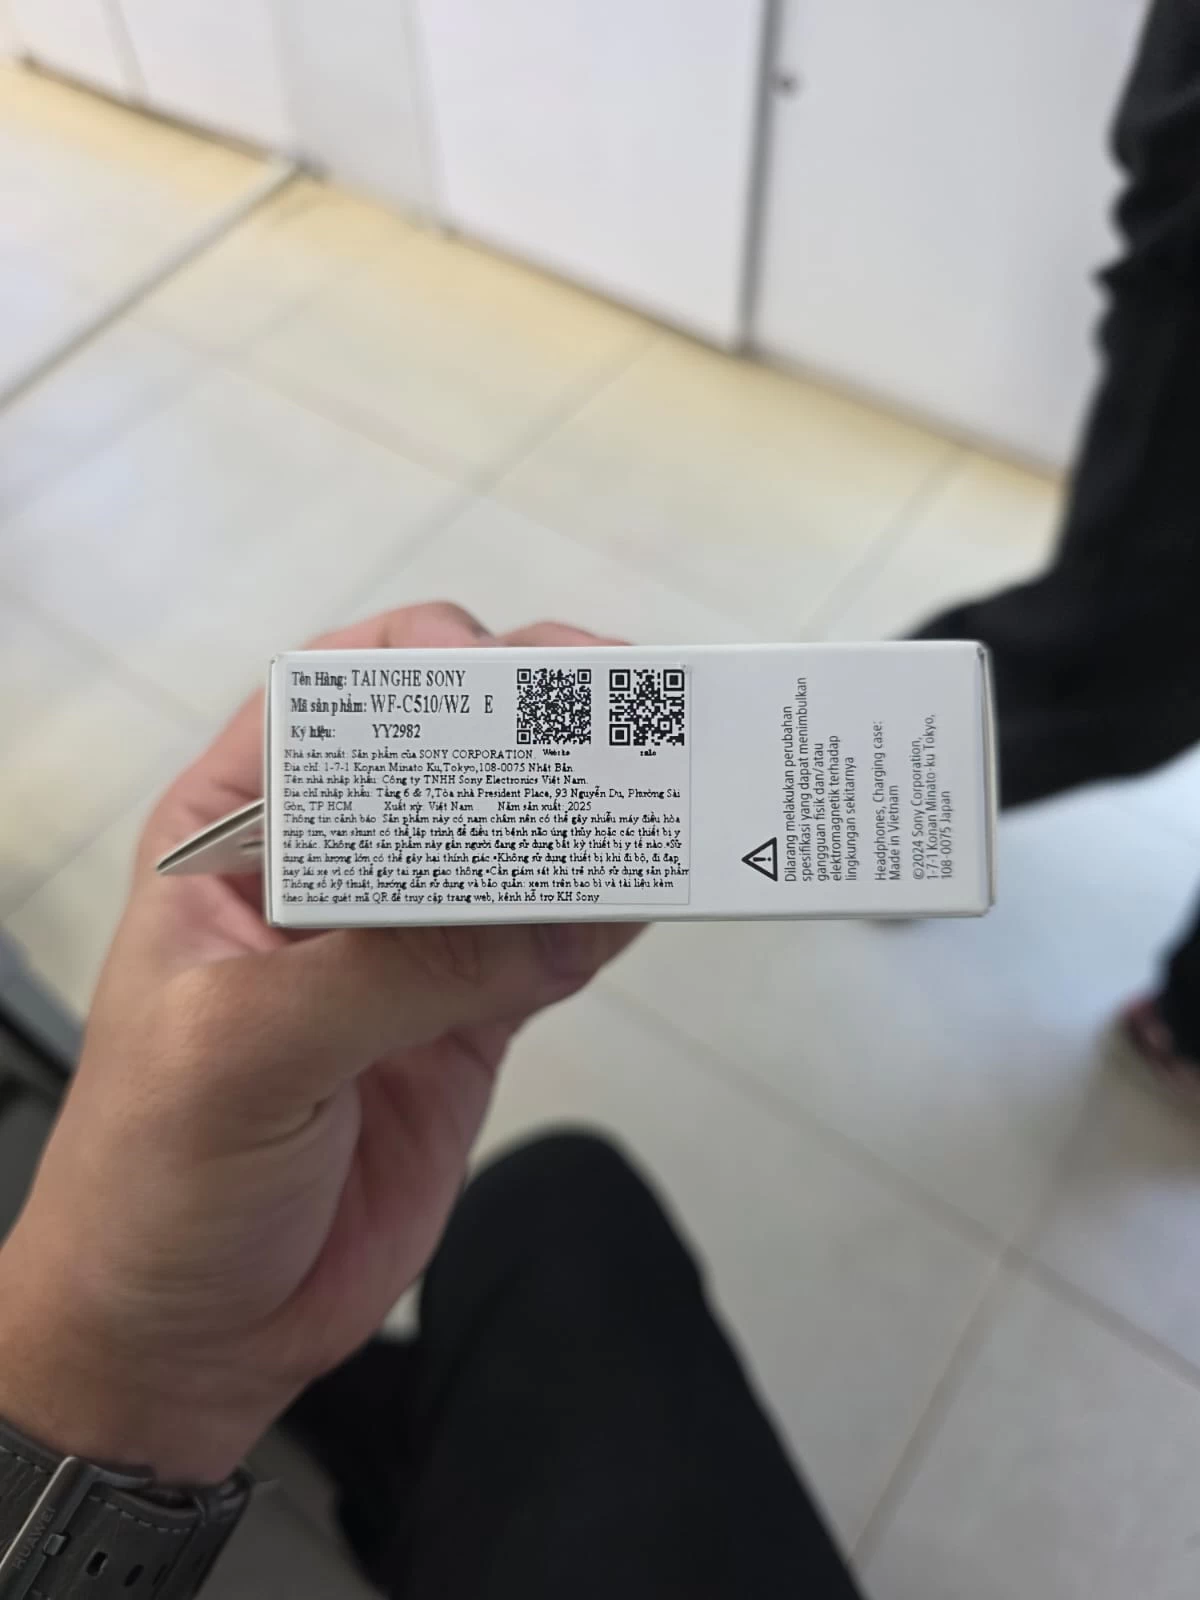 Tên Hàng: TAI NGHE SONY
Mã sản phẩm: WF-C510/WZ E
Ký hiệu: YY2982
Website
zalo
Nhà sản xuất: Sản phẩm của SONY CORPORATION.
Địa chỉ: 1-7-1 Konan Minato Ku,Tokyo,108-0075 Nhật Bản
Tên nhà nhập khẩu: Công ty TNHH Sony Electronics Việt Nam.
Địa chỉ nhập khẩu: Tầng 6 & 7,Tòa nhà President Place, 93 Nguyễn Du, Phường Sài
Gòn, TP HCM Xuất xứ: Việt Nam Năm sản xuất: 2025
Thông tin cảnh báo Sản phẩm này có nam châm nên có thể gây nhiễu máy điều hòa
nhịp tim, van shunt có thể lập trình để điều trị bệnh não úng thủy hoặc các thiết bị y
tế khác. Không đặt sản phẩm này gần người đang sử dụng bất kỳ thiết bị y tế nào.•Sử
dụng âm lượng lớn có thể gây hại thính giác •Không sử dụng thiết bị khi đi bộ, đi đạp
hay lái xe vì có thể gây tai nạn giao thông •Cần giám sát khi trẻ nhỏ sử dụng sản phẩm
Thông số kỹ thuật, hướng dẫn sử dụng và bảo quản: xem trên bao bì và tài liệu kèm
theo hoặc quét mã QR để truy cập trang web, kênh hỗ trợ KH Sony
Dilarang melakukan perubahan
spesifikasi yang dapat menimbulkan
gangguan fisik dan/atau
elektromagnetik terhadap
lingkungan sekitarnya
Headphones, Charging case:
Made in Vietnam
©2024 Sony Corporation,
1-7-1 Konan Minato-ku Tokyo,
108-0075 Japan
HUAWEI